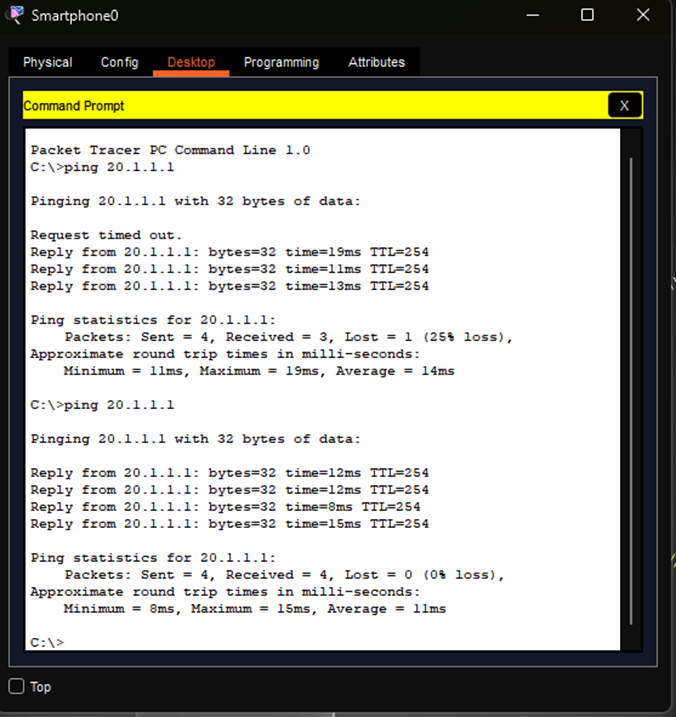 Smartphone0
Physical Config Desktop Programming Attributes
Command Prompt X
Packet Tracer PC Command Line 1.0
C:\>ping 20.1.1.1
Pinging 20.1.1.1 with 32 bytes of data:
Request timed out.
Reply from 20.1.1.1: bytes=32 time=19ms TTL=254
Reply from 20.1.1.1: bytes=32 time=11ms TTL=254
Reply from 20.1.1.1: bytes=32 time=13ms TTL=254
Ping statistics for 20.1.1.1:
Packets: Sent = 4, Received = 3, Lost = 1 (25% loss),
Approximate round trip times in milli-seconds:
Minimum = 11ms, Maximum = 19ms, Average = 14ms
C:\>ping 20.1.1.1
Pinging 20.1.1.1 with 32 bytes of data:
Reply from 20.1.1.1: bytes=32 time=12ms TTL=254
Reply from 20.1.1.1: bytes=32 time=12ms TTL=254
Reply from 20.1.1.1: bytes=32 time=8ms TTL=254
Reply from 20.1.1.1: bytes=32 time=15ms TTL=254
Ping statistics for 20.1.1.1:
Packets: Sent = 4, Received = 4, Lost = 0 (0% loss),
Approximate round trip times in milli-seconds:
Minimum = 8ms, Maximum = 15ms, Average = 11ms
C:\>
Top